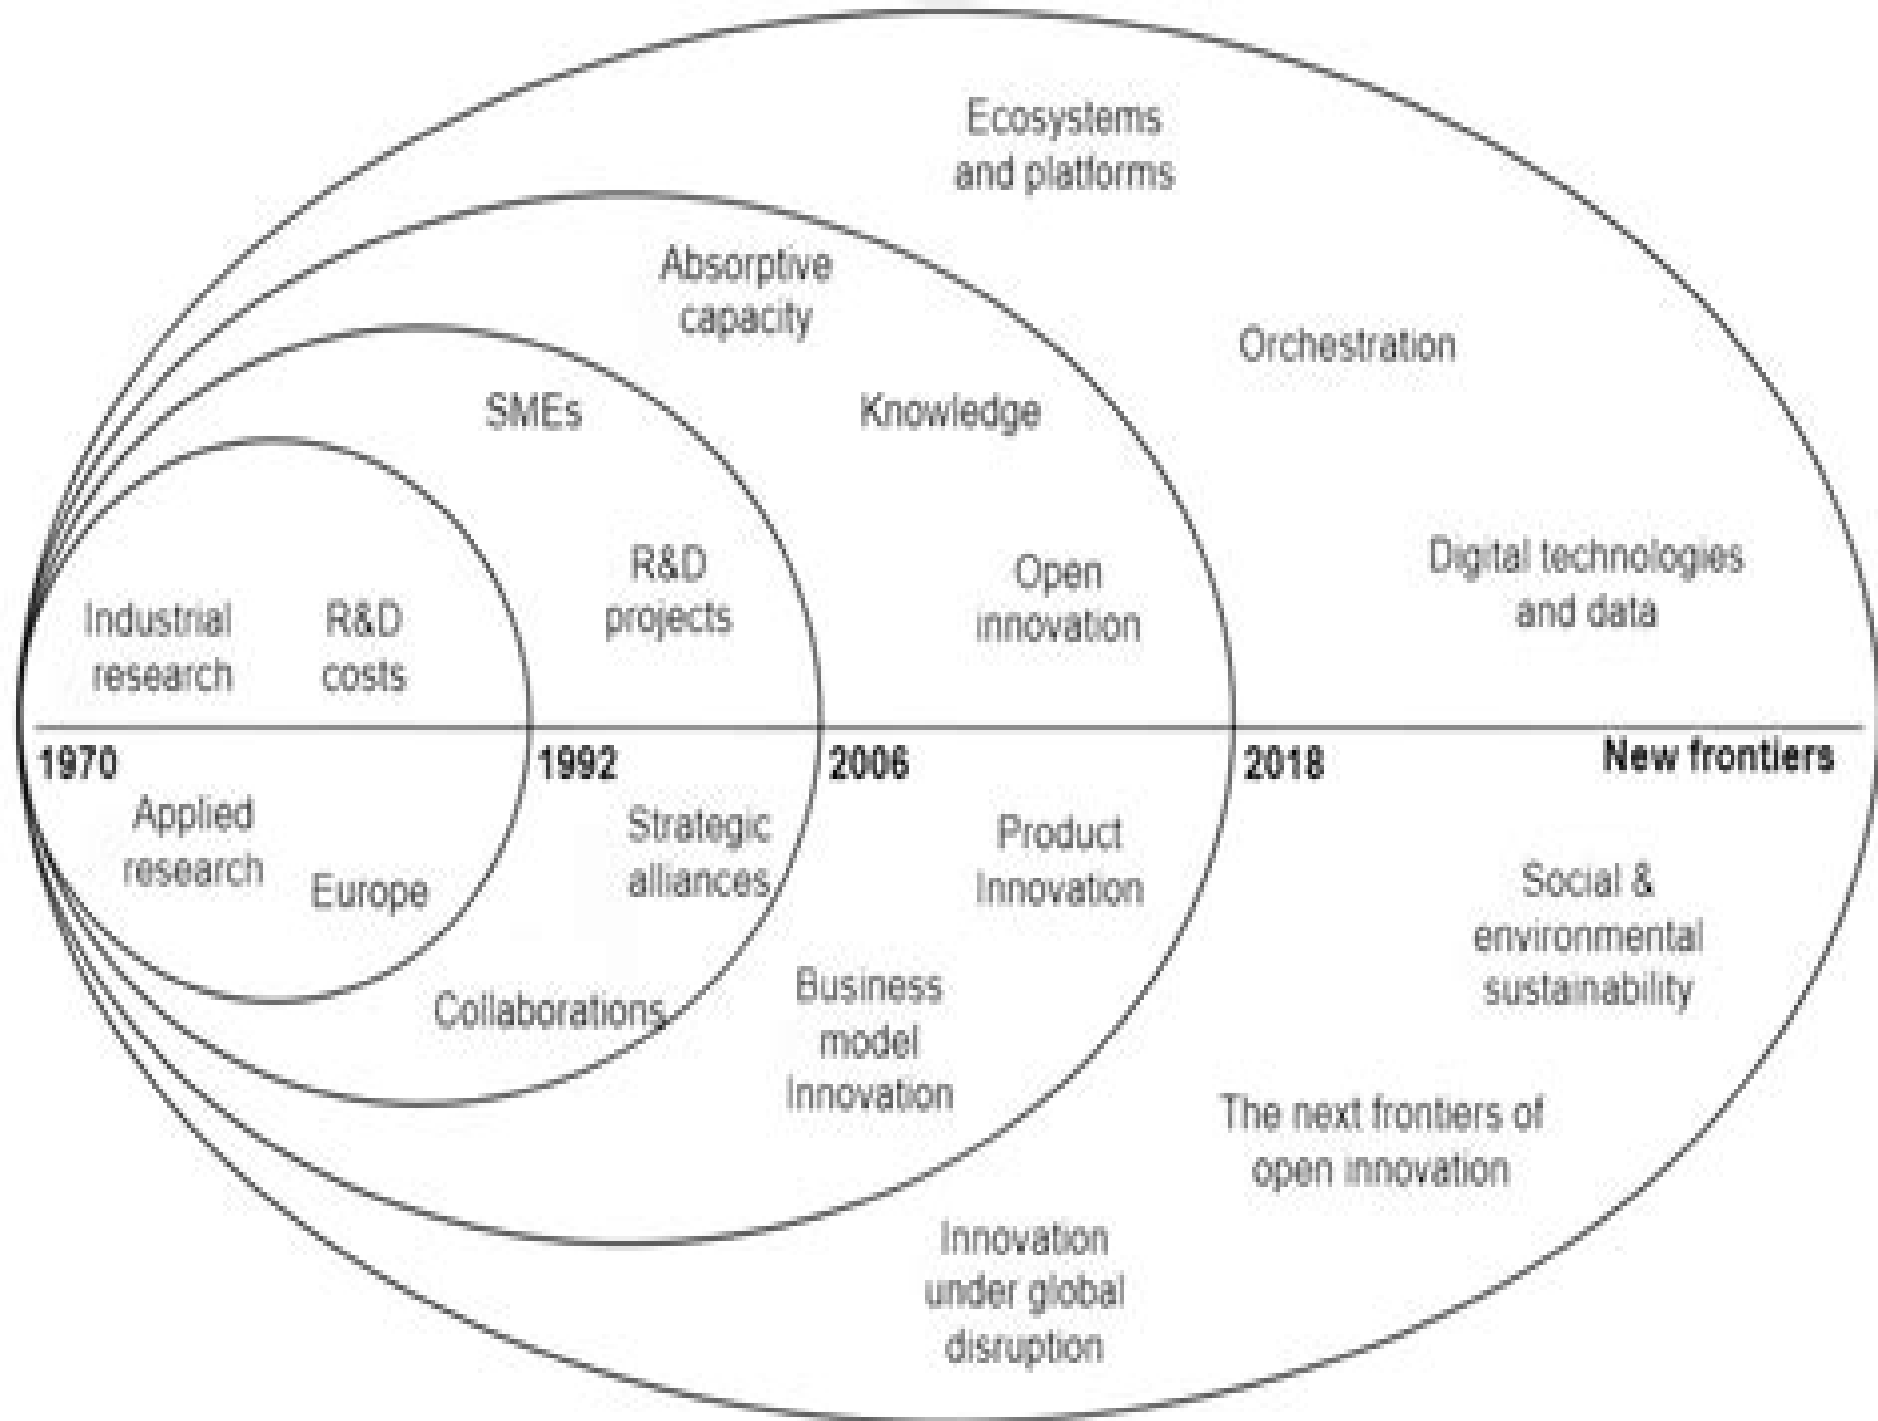 Ecosystems
and platforms
Absorptive
capacity
Orchestration
SMEs
Knowledge
Digital technologies
and data
R&D
projects
Open
innovation
Industrial
research
R&D
costs
1970
1992
2006
2018
New frontiers
Applied
research
Europe
Strategic
alliances
Product
Innovation
Social &
environmental
sustainability
Collaborations
Business
model
Innovation
The next frontiers of
open innovation
Innovation
under global
disruption